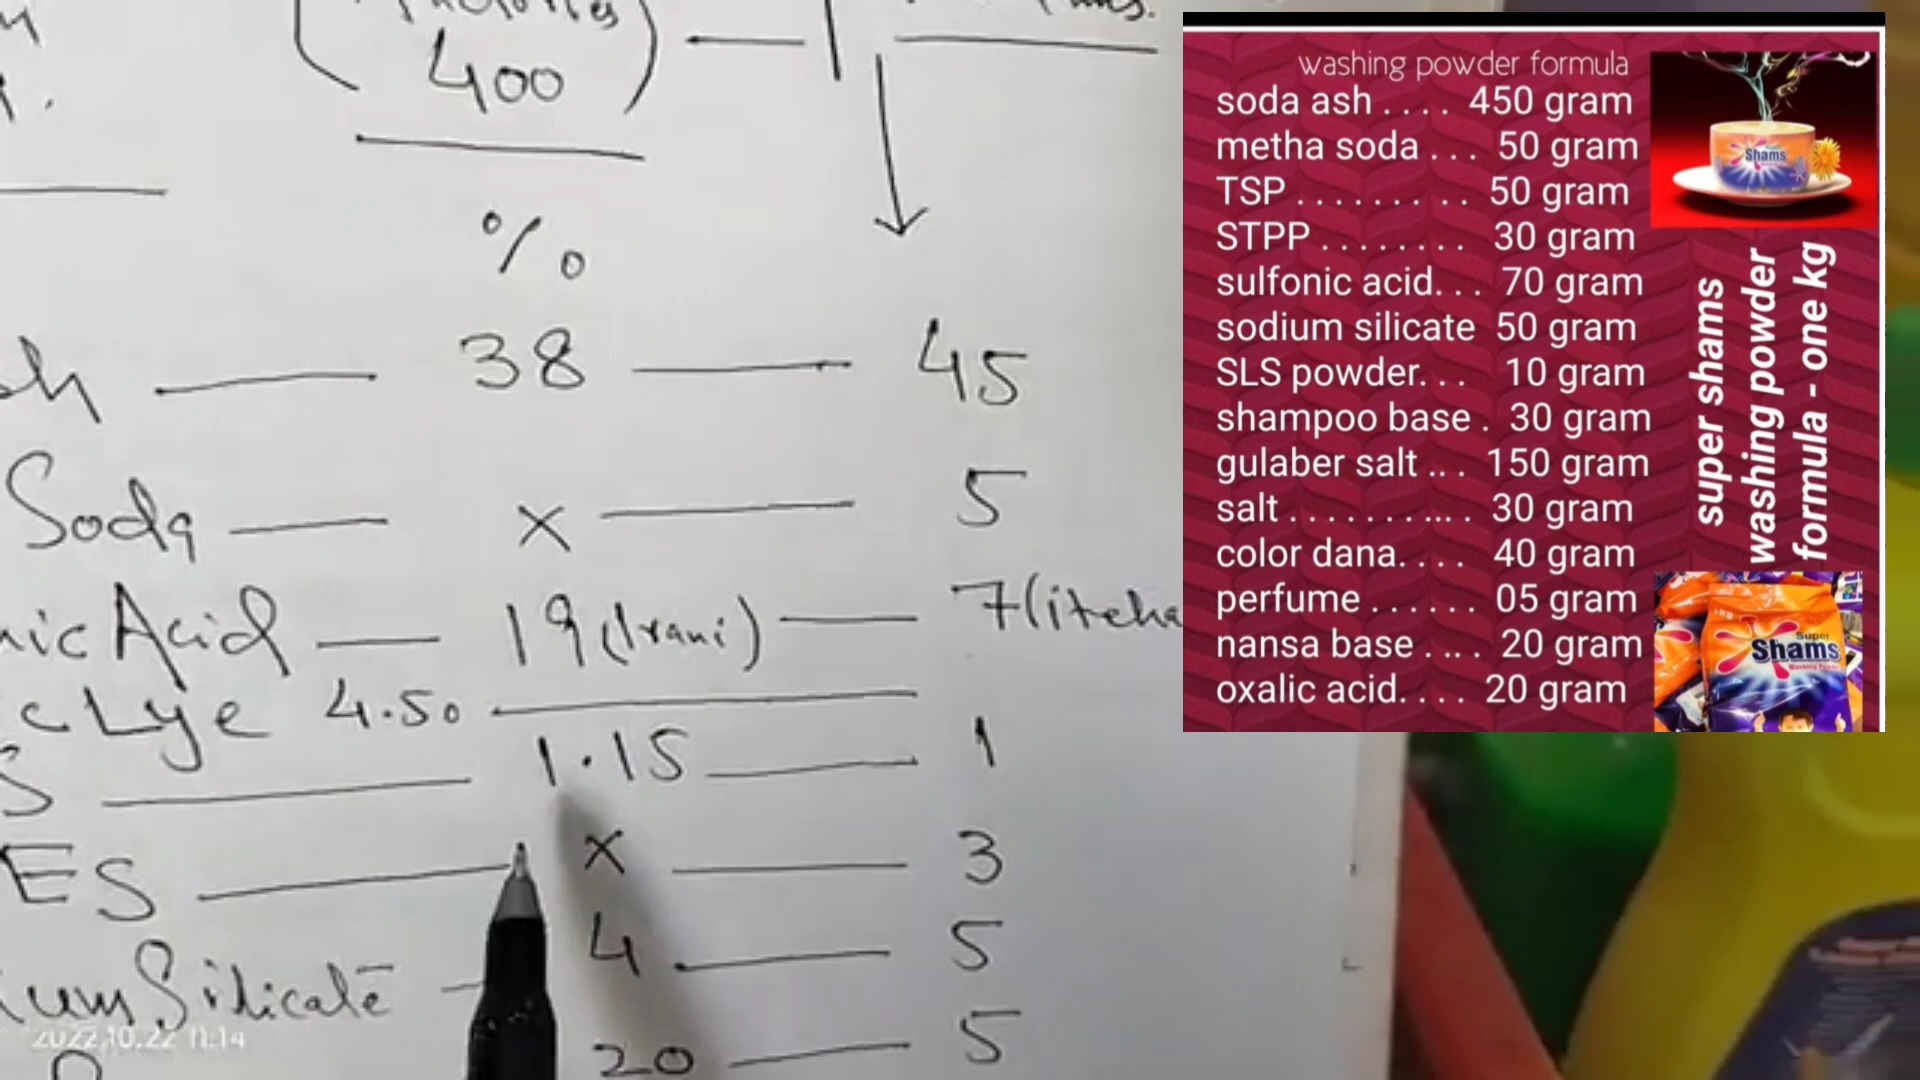 400
%
38 45
Soda x 5
Acid 19 (Irani) 7 (iteha
Lye 4.50
1.15 1
ES x 3
Silicate 4 5
20 5
2022.10.22 11:14
washing powder formula
soda ash . . . . 450 gram
metha soda . . . 50 gram
TSP . . . . . . . . . 50 gram
STPP . . . . . . . . 30 gram
sulfonic acid. . . 70 gram
sodium silicate 50 gram
SLS powder. . . 10 gram
shampoo base . 30 gram
gulaber salt .. . 150 gram
salt . . . . . . . ... . 30 gram
color dana. . . . 40 gram
perfume . . . . . . 05 gram
nansa base . .. . 20 gram
oxalic acid. . . . 20 gram
super shams
washing powder
formula - one kg
Shams
Super
Shams
Washing Powder